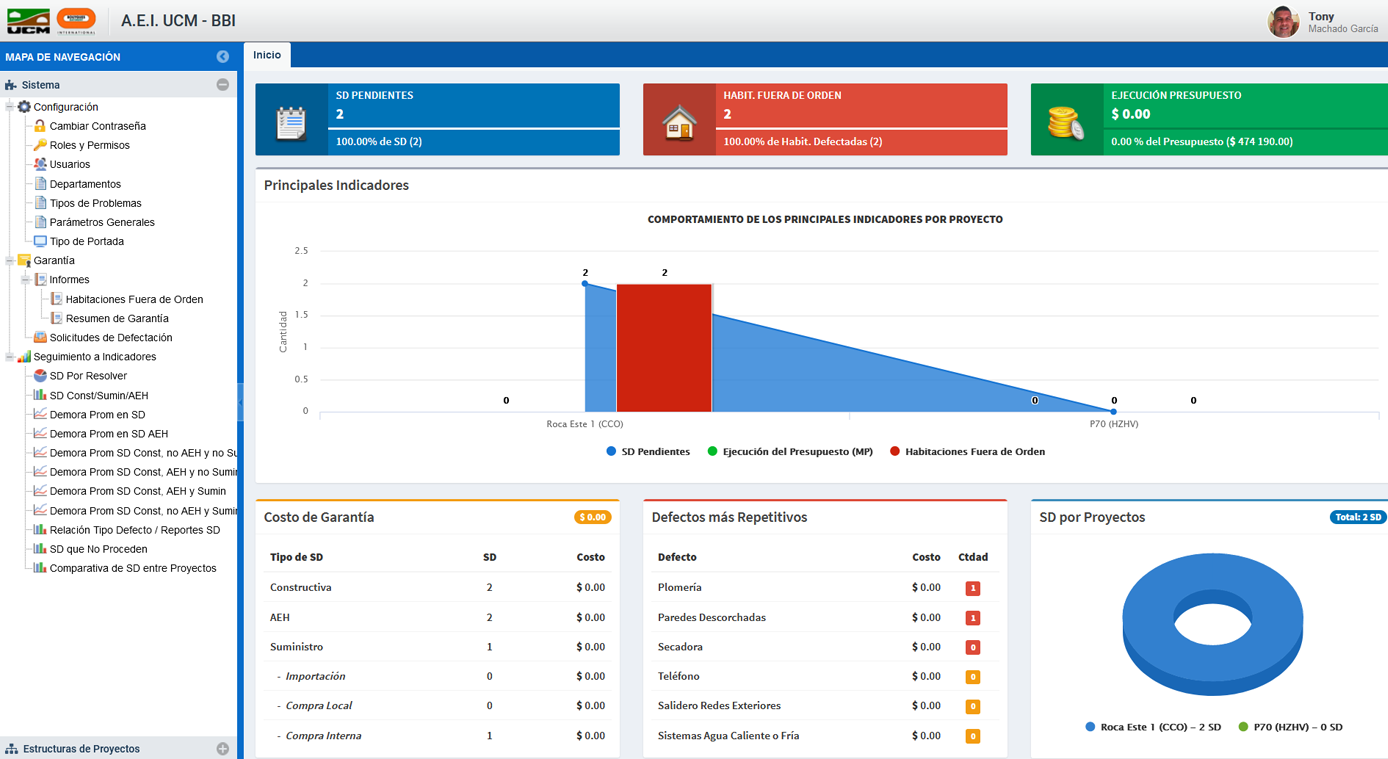 UCM
INTERNATIONAL
A.E.I. UCM - BBI
Tony
Machado García
MAPA DE NAVEGACIÓN
Inicio
Sistema
Configuración
Cambiar Contraseña
Roles y Permisos
Usuarios
Departamentos
Tipos de Problemas
Parámetros Generales
Tipo de Portada
Garantía
Informes
Habitaciones Fuera de Orden
Resumen de Garantía
Solicitudes de Defectación
Seguimiento a Indicadores
SD Por Resolver
SD Const/Sumin/AEH
Demora Prom en SD
Demora Prom en SD AEH
Demora Prom SD Const, no AEH y no Su
Demora Prom SD Const, AEH y no Sumin
Demora Prom SD Const, AEH y Sumin
Demora Prom SD Const, no AEH y Sumin
Relación Tipo Defecto / Reportes SD
SD que No Proceden
Comparativa de SD entre Proyectos
Estructuras de Proyectos
SD PENDIENTES
2
100.00% de SD (2)
HABIT. FUERA DE ORDEN
2
100.00% de Habit. Defectadas (2)
EJECUCIÓN PRESUPUESTO
$ 0.00
0.00 % del Presupuesto ($ 474 190.00)
Principales Indicadores
COMPORTAMIENTO DE LOS PRINCIPALES INDICADORES POR PROYECTO
Cantidad
2.5
2
1.5
1
0.5
0
0 2 2 0 0 0
Roca Este 1 (CCO) P70 (HZHV)
SD Pendientes Ejecución del Presupuesto (MP) Habitaciones Fuera de Orden
Costo de Garantía $ 0.00
Tipo de SD SD Costo
Constructiva 2 $ 0.00
AEH 2 $ 0.00
Suministro 1 $ 0.00
- Importación 0 $ 0.00
- Compra Local 0 $ 0.00
- Compra Interna 1 $ 0.00
Defectos más Repetitivos
Defecto Costo Ctdad
Plomería $ 0.00 1
Paredes Descorchadas $ 0.00 1
Secadora $ 0.00 0
Teléfono $ 0.00 0
Salidero Redes Exteriores $ 0.00 0
Sistemas Agua Caliente o Fría $ 0.00 0
SD por Proyectos Total: 2 SD
Roca Este 1 (CCO) – 2 SD P70 (HZHV) – 0 SD